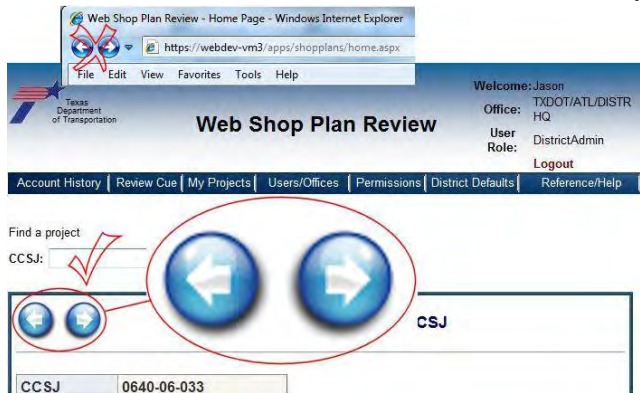 Web Shop Plan Review - Home Page - Windows Internet Explorer
https://webdev-vm3/apps/shopplans/home.aspx
File Edit View Favorites Tools Help
Texas
Department
of Transportation
Web Shop Plan Review
Welcome: Jason
Office: TXDOT/ATL/DISTR
HQ
User
Role: DistrictAdmin
Logout
Account History | Review Cue | My Projects | Users/Offices | Permissions | District Defaults | Reference/Help
Find a project
CCSJ:
CSJ
CCSJ 0640-06-033